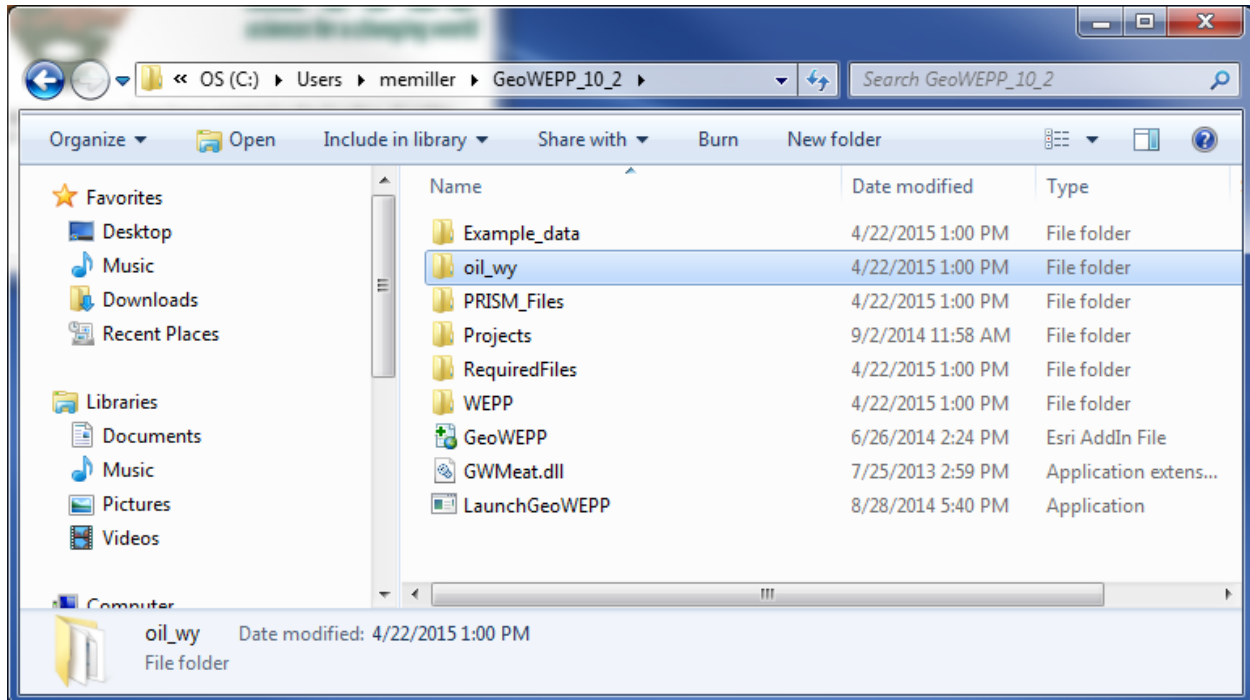 science for a changing world
« OS (C:) ▸ Users ▸ memiller ▸ GeoWEPP_10_2 ▸ Search GeoWEPP_10_2
Organize Open Include in library Share with Burn New folder
Favorites
Desktop
Music
Downloads
Recent Places
Libraries
Documents
Music
Pictures
Videos
Computer
Name Date modified Type
Example_data 4/22/2015 1:00 PM File folder
oil_wy 4/22/2015 1:00 PM File folder
PRISM_Files 4/22/2015 1:00 PM File folder
Projects 9/2/2014 11:58 AM File folder
RequiredFiles 4/22/2015 1:00 PM File folder
WEPP 4/22/2015 1:00 PM File folder
GeoWEPP 6/26/2014 2:24 PM Esri AddIn File
GWMeat.dll 7/25/2013 2:59 PM Application extens...
LaunchGeoWEPP 8/28/2014 5:40 PM Application
oil_wy Date modified: 4/22/2015 1:00 PM
File folder